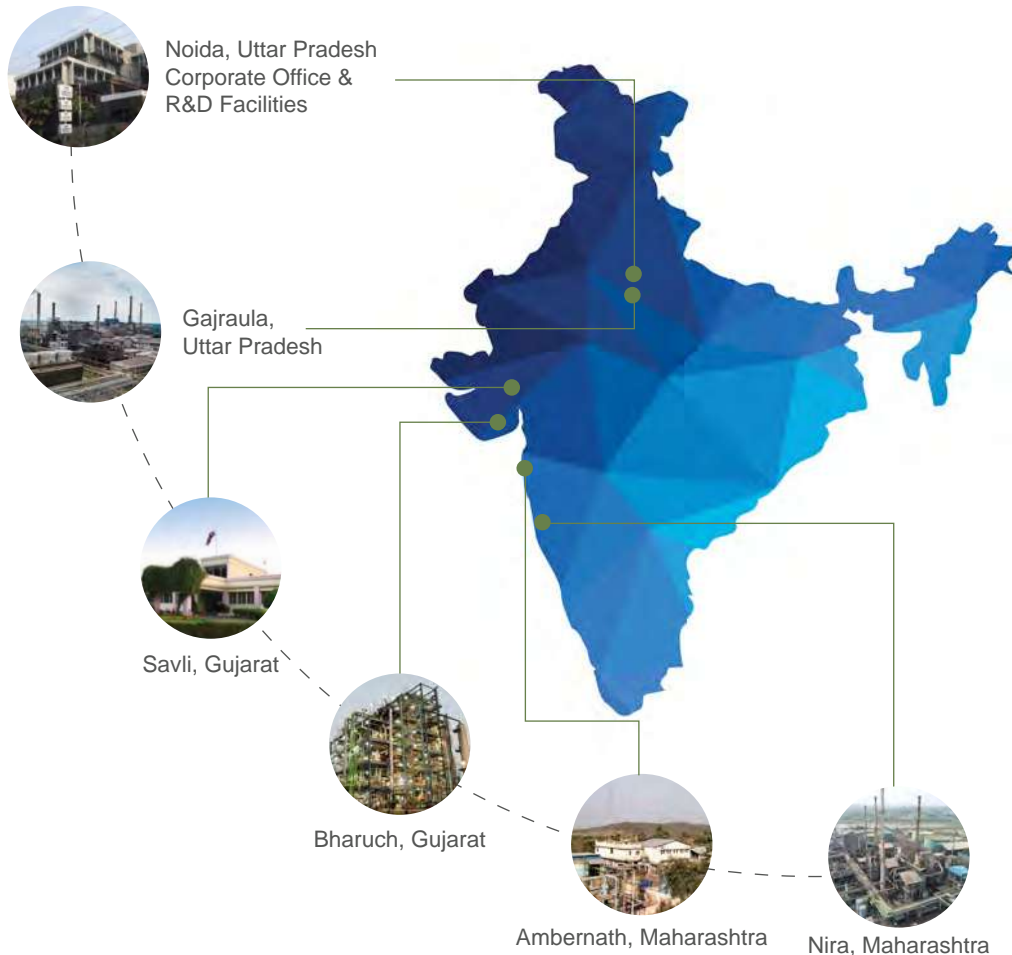 Noida, Uttar Pradesh
Corporate Office &
R&D Facilities
Gajraula,
Uttar Pradesh
Savli, Gujarat
Bharuch, Gujarat
Ambernath, Maharashtra
Nira, Maharashtra